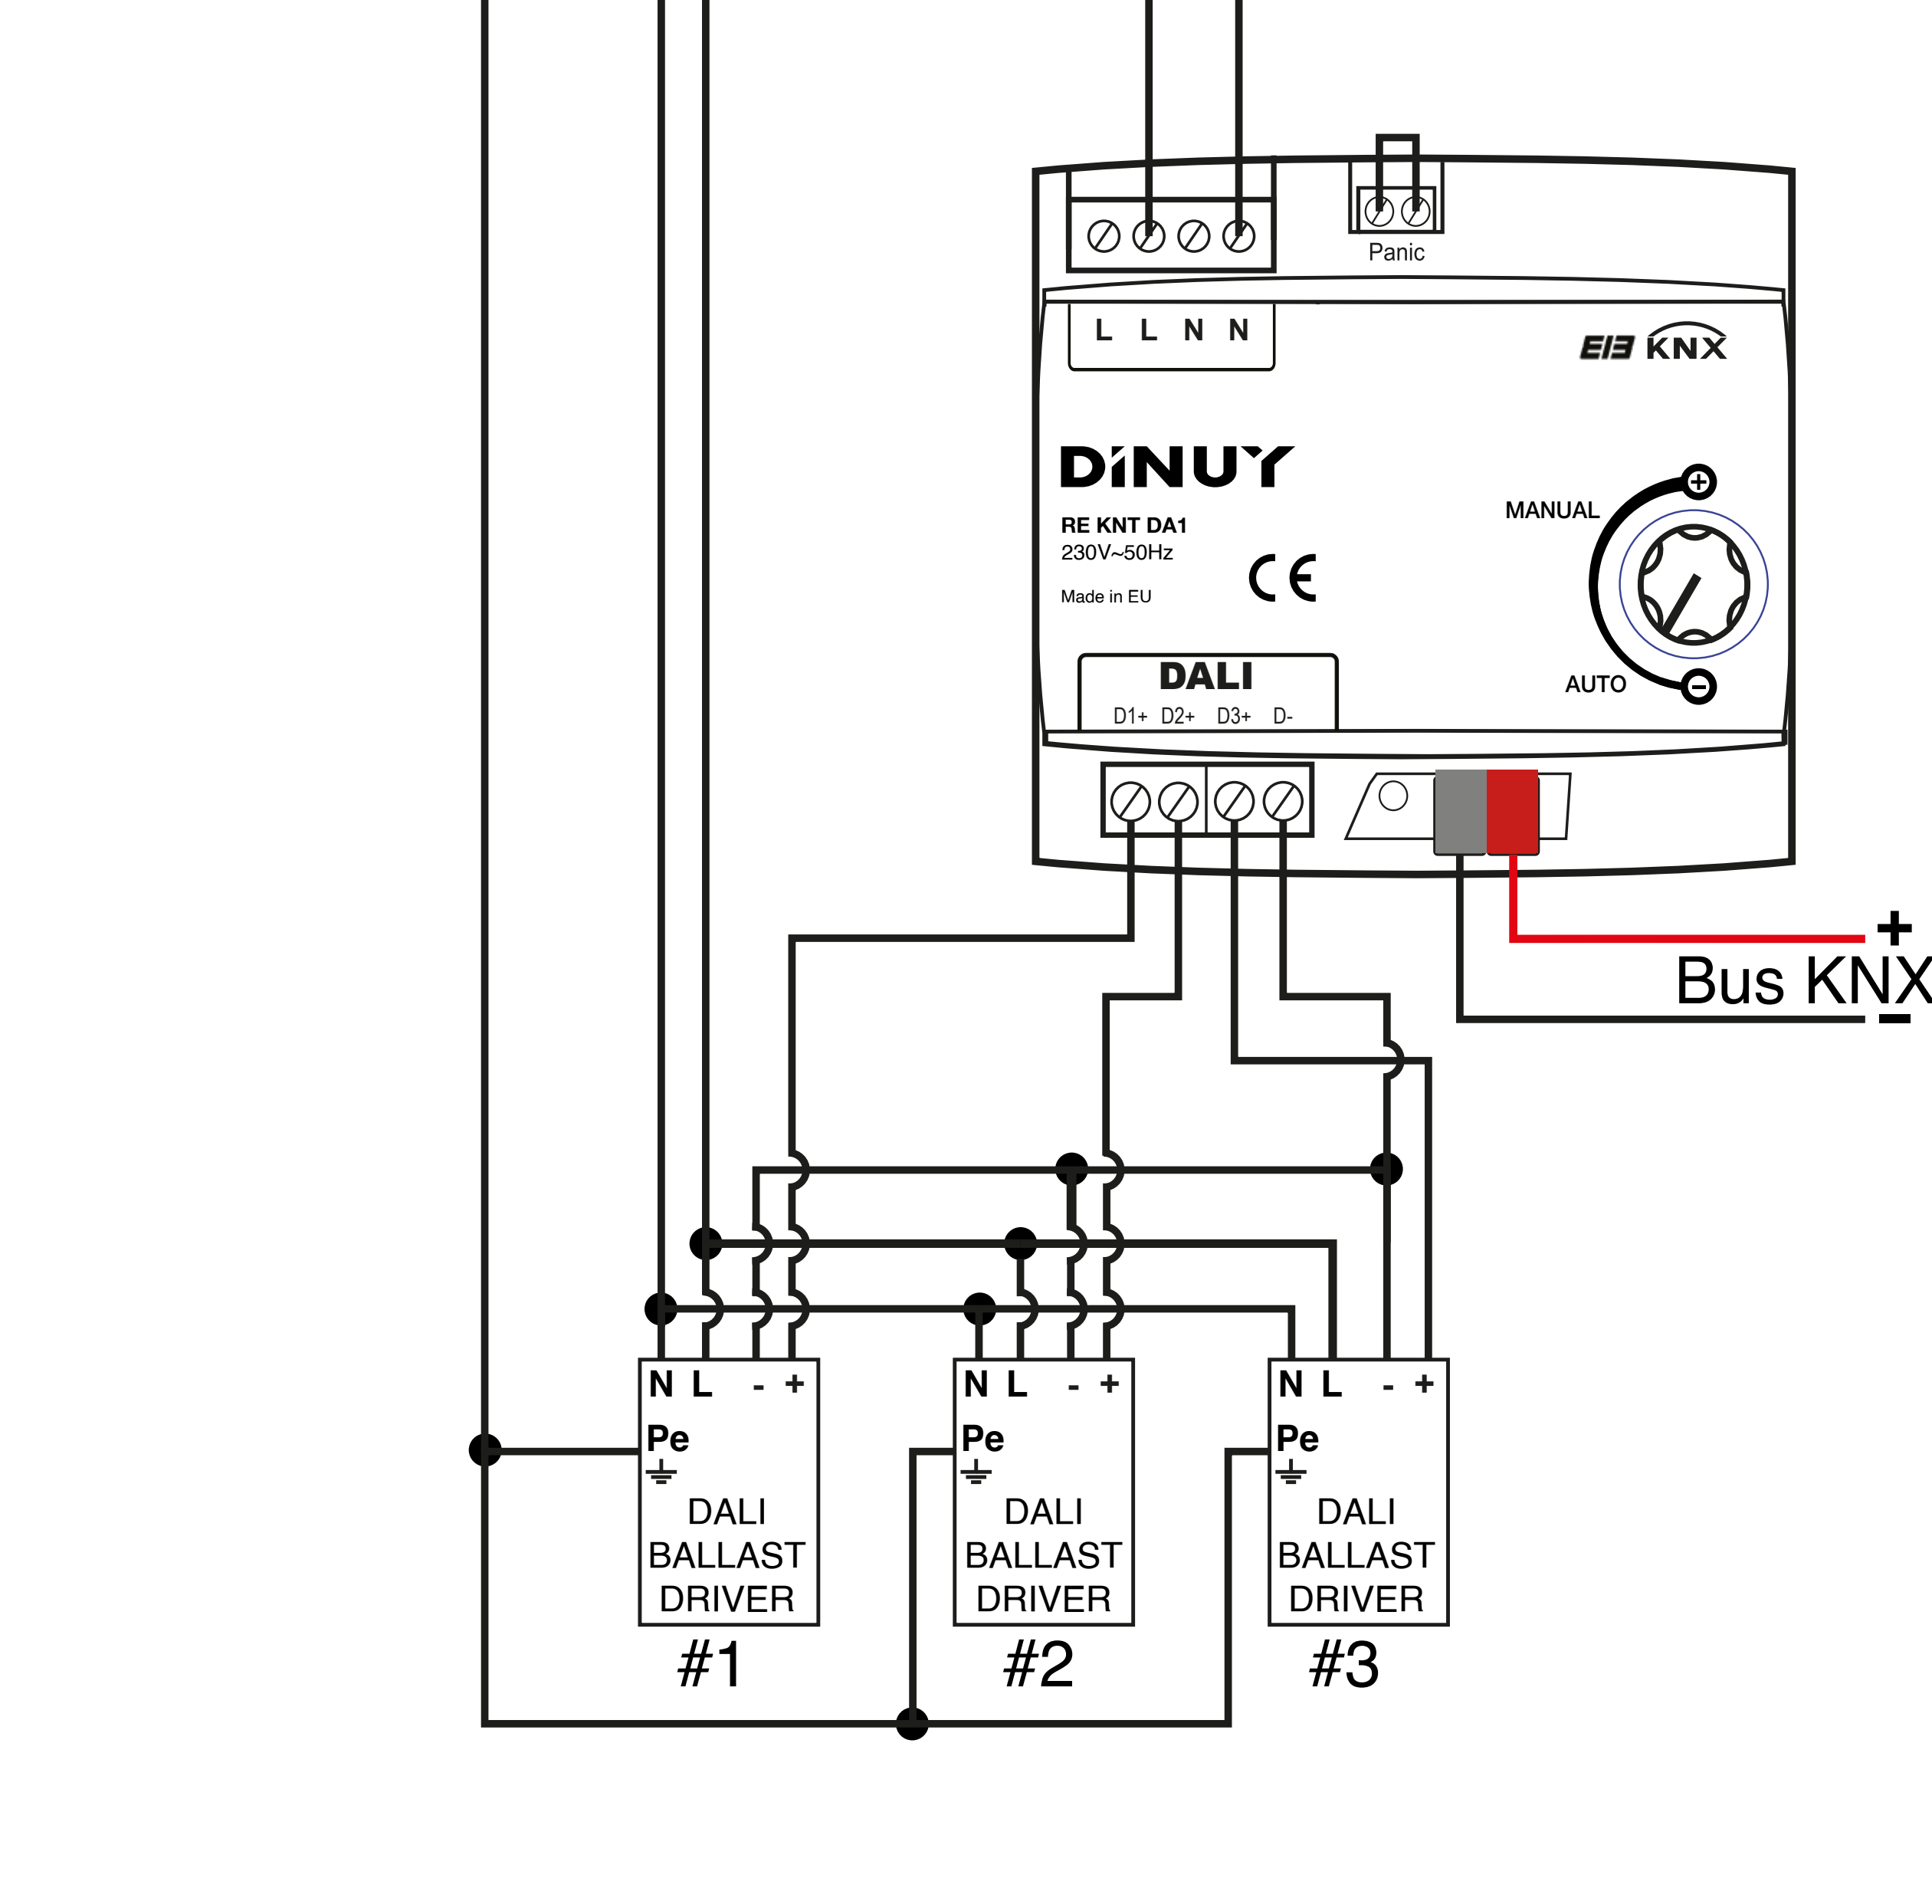 Panic
L L N N
EIB KNX
DINUY
RE KNT DA1
230V~50Hz
CE
Made in EU
MANUAL
+
AUTO
-
DALI
D1+ D2+ D3+ D-
+
Bus KNX
-
N L - +
Pe
DALI
BALLAST
DRIVER
#1
N L - +
Pe
DALI
BALLAST
DRIVER
#2
N L - +
Pe
DALI
BALLAST
DRIVER
#3